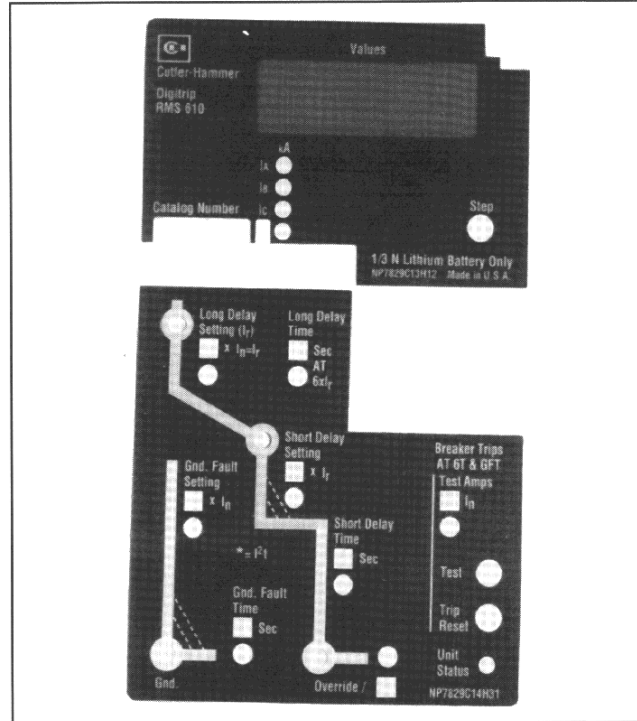 Values
Cutler-Hammer
Digitrip
RMS 610
kA
IA
IB
IC
Catalog Number
Step
1/3 N Lithium Battery Only
NP7829C13H12 Made in U.S.A.
Long Delay
Setting (Ir)
x In=Ir
Long Delay
Time
Sec
AT
6xIr
Short Delay
Setting
x Ir
Breaker Trips
AT 6T & GFT
Test Amps
In
Gnd. Fault
Setting
x In
Short Delay
Time
Sec
* = I²t
Test
Gnd. Fault
Time
Sec
Trip
Reset
Unit
Status
Gnd.
Override /
NP7829C14H31